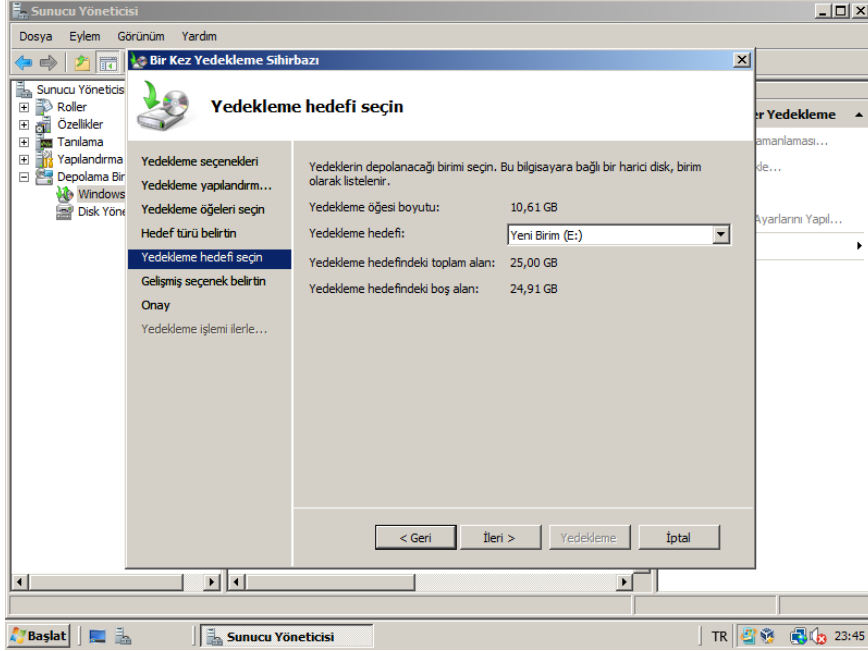 Sunucu Yöneticisi
Dosya Eylem Görünüm Yardım
Bir Kez Yedekleme Sihirbazı
Yedekleme hedefi seçin
Sunucu Yöneticis
Roller
Özellikler
Tanılama
Yapılandırma
Depolama Bir
Windows
Disk Yöne
Yedekleme seçenekleri
Yedekleme yapılandırm...
Yedekleme öğeleri seçin
Hedef türü belirtin
Yedekleme hedefi seçin
Gelişmiş seçenek belirtin
Onay
Yedekleme işlemi ilerle...
Yedeklerin depolanacağı birimi seçin. Bu bilgisayara bağlı bir harici disk, birim
olarak listelenir.
Yedekleme öğesi boyutu: 10,61 GB
Yedekleme hedefi: Yeni Birim (E:)
Yedekleme hedefindeki toplam alan: 25,00 GB
Yedekleme hedefindeki boş alan: 24,91 GB
< Geri İleri > Yedekleme İptal
er Yedekleme
amanlaması...
kle...
Ayarlarını Yapıl...
Başlat Sunucu Yöneticisi TR 23:45